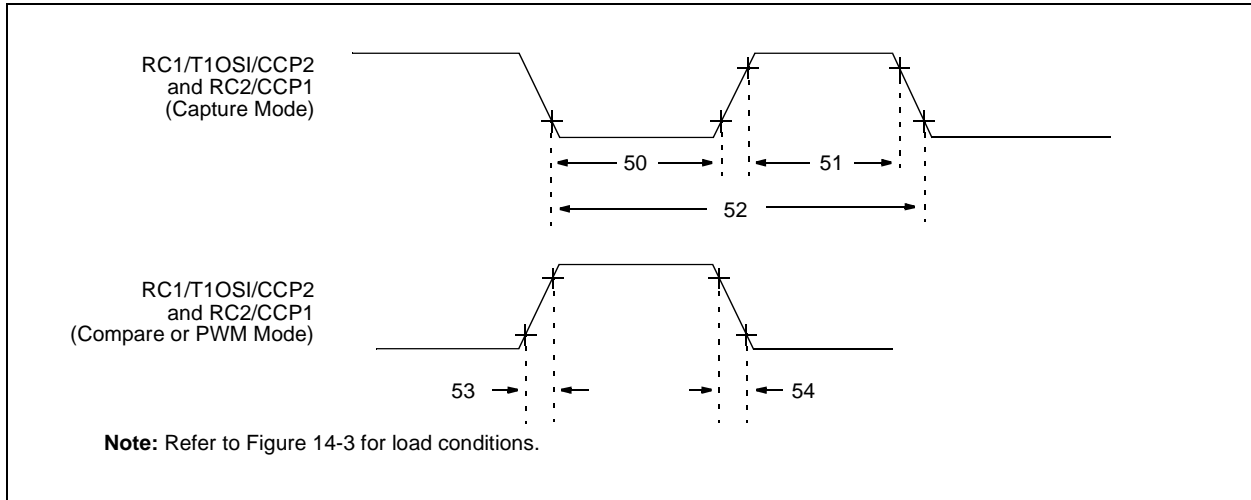 RC1/T1OSI/CCP2
and RC2/CCP1
(Capture Mode)
50
51
52
RC1/T1OSI/CCP2
and RC2/CCP1
(Compare or PWM Mode)
53
54
Note: Refer to Figure 14-3 for load conditions.